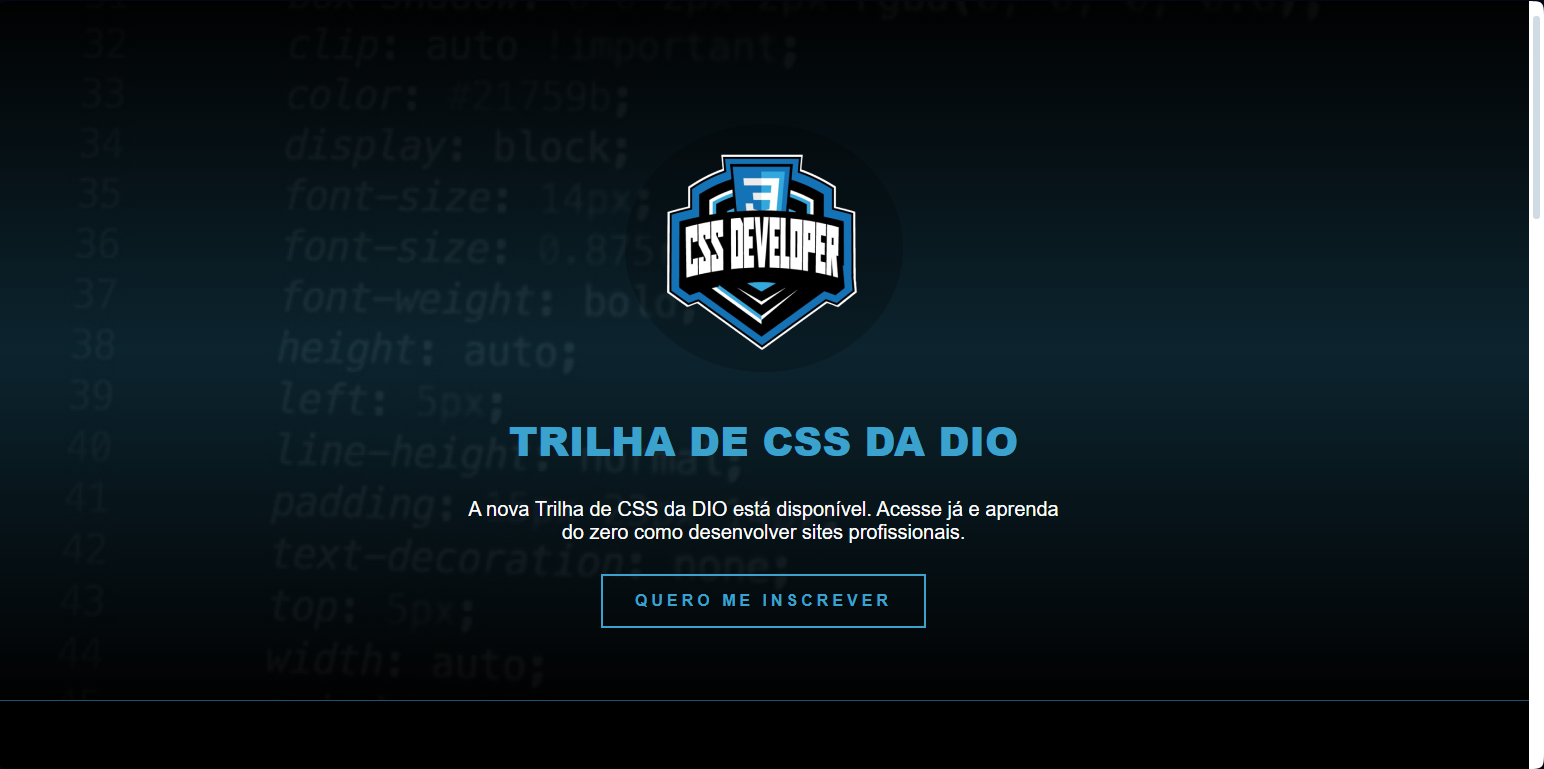 32 clip: auto !important;
33 color: #21759b;
34 display: block;
35 font-size: 14px;
36 font-size: 0.875
37 font-weight: bold;
38 height: auto;
39 left: 5px;
40 line-height: normal;
41 padding:
42 text-decoration: none;
43 top: 5px;
44 width: auto;
3
CSS DEVELOPER
TRILHA DE CSS DA DIO
A nova Trilha de CSS da DIO está disponível. Acesse já e aprenda
do zero como desenvolver sites profissionais.
QUERO ME INSCREVER